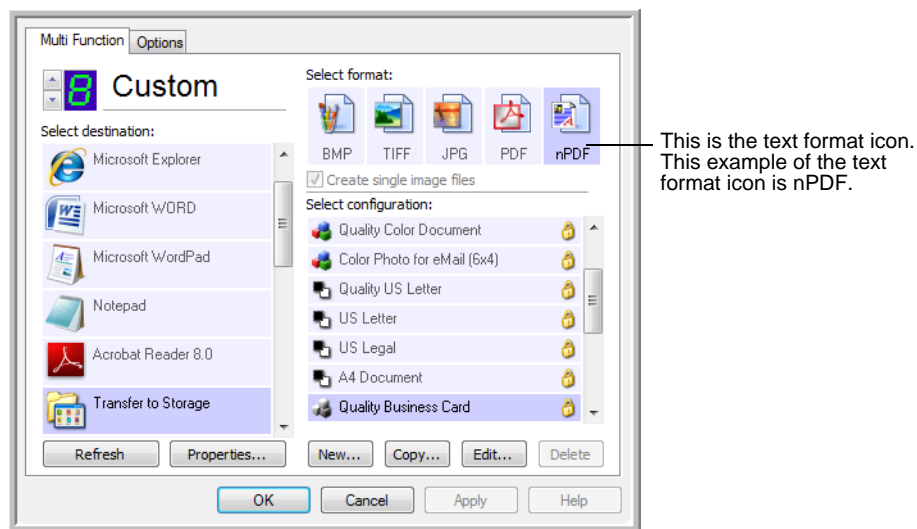 Multi Function
Options
8
Custom
Select destination:
Microsoft Explorer
Microsoft WORD
Microsoft WordPad
Notepad
Acrobat Reader 8.0
Transfer to Storage
Refresh
Properties...
Select format:
BMP
TIFF
JPG
PDF
nPDF
Create single image files
Select configuration:
Quality Color Document
Color Photo for eMail (6x4)
Quality US Letter
US Letter
US Legal
A4 Document
Quality Business Card
New...
Copy...
Edit...
Delete
OK
Cancel
Apply
Help
This is the text format icon.
This example of the text
format icon is nPDF.